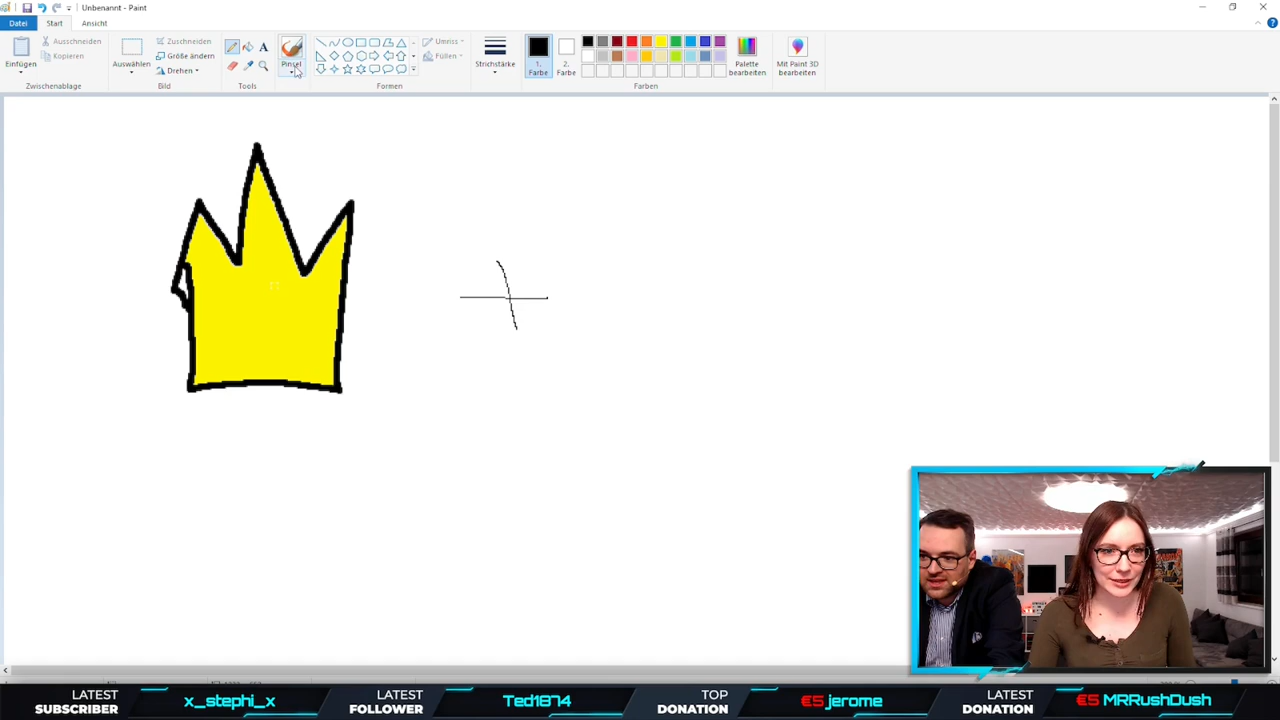 Unbenannt - Paint
Datei
Start
Ansicht
Einfügen
Ausschneiden
Kopieren
Zwischenablage
Auswählen
Zuschneiden
Größe ändern
Drehen
Bild
A
Tools
Pinsel
Umriss
Füllen
Formen
Strichstärke
1. Farbe
2. Farbe
Palette bearbeiten
Farben
Mit Paint 3D bearbeiten
LATEST SUBSCRIBER
x_stephi_x
LATEST FOLLOWER
Ted1874
TOP DONATION
€5 jerome
LATEST DONATION
€5 MRRushDush